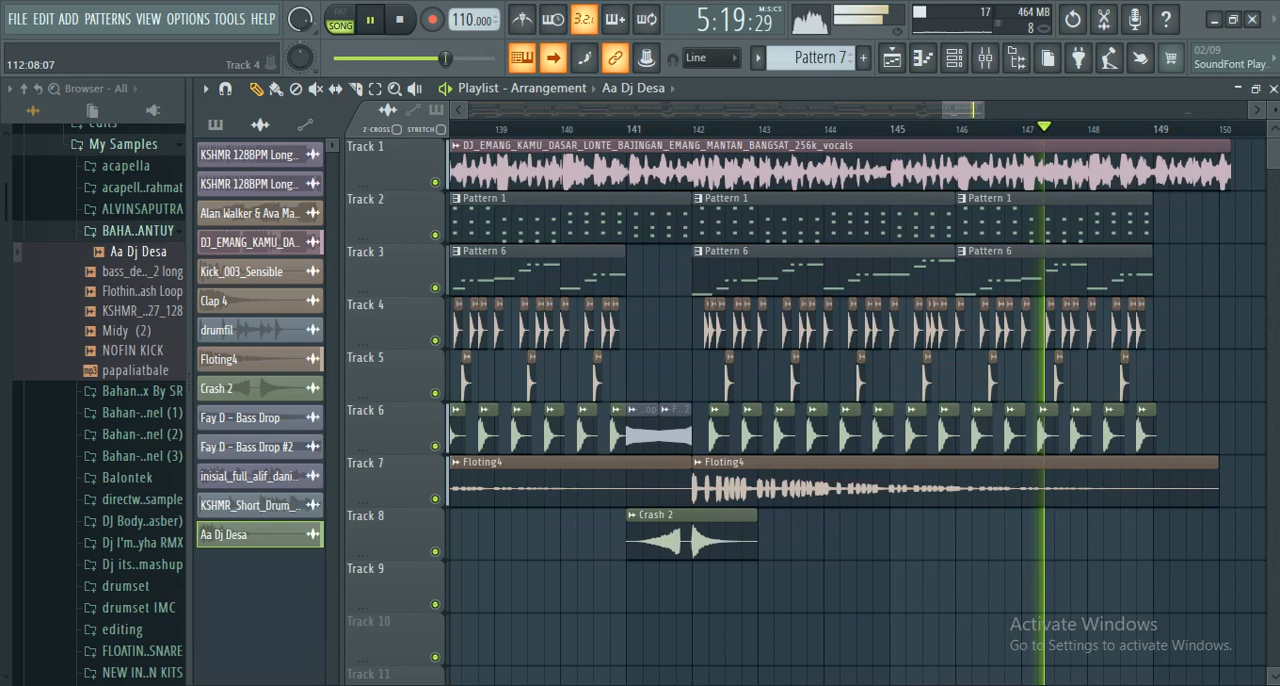 FILE EDIT ADD PATTERNS VIEW OPTIONS TOOLS HELP
PAT
SONG
110.000
3.2.
5:19:29
M:S:CS
17
464 MB
8
112:08:07
Track 4
Line
Pattern 7
02/09
SoundFont Play..
Browser - All
Playlist - Arrangement
Aa Dj Desa
Z-CROSS
STRETCH
139 140 141 142 143 144 145 146 147 148 149 150
My Samples
acapella
acapell..rahmat
ALVINSAPUTRA
BAHA..ANTUY
Aa Dj Desa
bass_de.._2 long
Flothin..ash Loop
KSHMR_..27_128
Midy (2)
NOFIN KICK
papaliatbale
Bahan..x By SR
Bahan-..nel (1)
Bahan-..nel (2)
Bahan-..nel (3)
Balontek
directw..sample
DJ Body..asber)
Dj I'm..yha RMX
Dj its..mashup
drumset
drumset IMC
editing
FLOATIN..SNARE
NEW IN..N KITS
KSHMR 128BPM Long..
KSHMR 128BPM Long..
Alan Walker & Ava Ma..
DJ_EMANG_KAMU_DA..
Kick_003_Sensible
Clap 4
drumfil
Floting4
Crash 2
Fay D - Bass Drop
Fay D - Bass Drop #2
inisial_full_alif_dani..
KSHMR_Short_Drum_..
Aa Dj Desa
Track 1
DJ_EMANG_KAMU_DASAR_LONTE_BAJINGAN_EMANG_MANTAN_BANGSAT_256k_vocals
Track 2
Pattern 1
Pattern 1
Pattern 1
Track 3
Pattern 6
Pattern 6
Pattern 6
Track 4
Track 5
Track 6
Track 7
Floting4
Floting4
Track 8
Crash 2
Track 9
Track 10
Track 11
Activate Windows
Go to Settings to activate Windows.